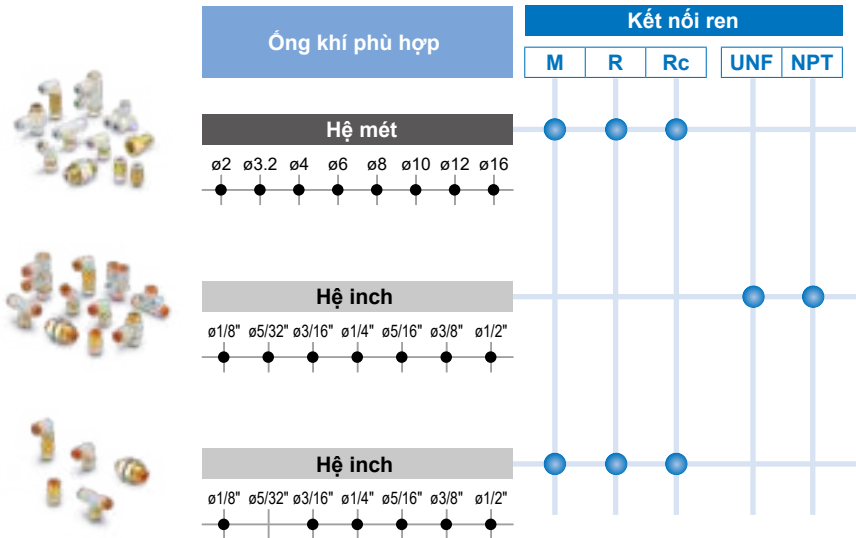 Ống khí phù hợp
Kết nối ren
M R Rc UNF NPT
Hệ mét
ø2 ø3.2 ø4 ø6 ø8 ø10 ø12 ø16
Hệ inch
ø1/8" ø5/32" ø3/16" ø1/4" ø5/16" ø3/8" ø1/2"
Hệ inch
ø1/8" ø5/32" ø3/16" ø1/4" ø5/16" ø3/8" ø1/2"